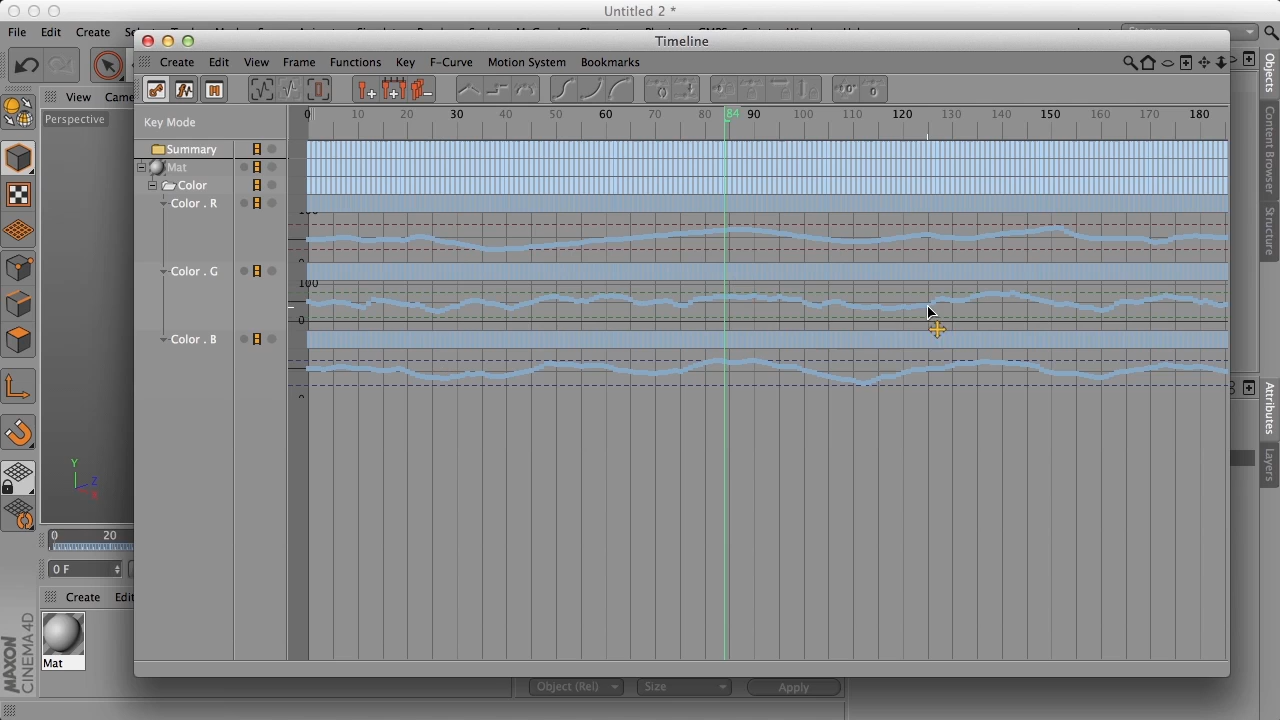 Untitled 2 *
File Edit Create
Timeline
Create Edit View Frame Functions Key F-Curve Motion System Bookmarks
View Came
Perspective
Key Mode
0 10 20 30 40 50 60 70 80 84 90 100 110 120 130 140 150 160 170 180
Summary
Mat
Color
Color . R
Color . G
100
0
Color . B
Y
Z
X
0 20
0 F
Create Edit
Mat
Object (Rel) Size Apply
MAXON
CINEMA 4D
Objects
Content Browser
Structure
Attributes
Layers